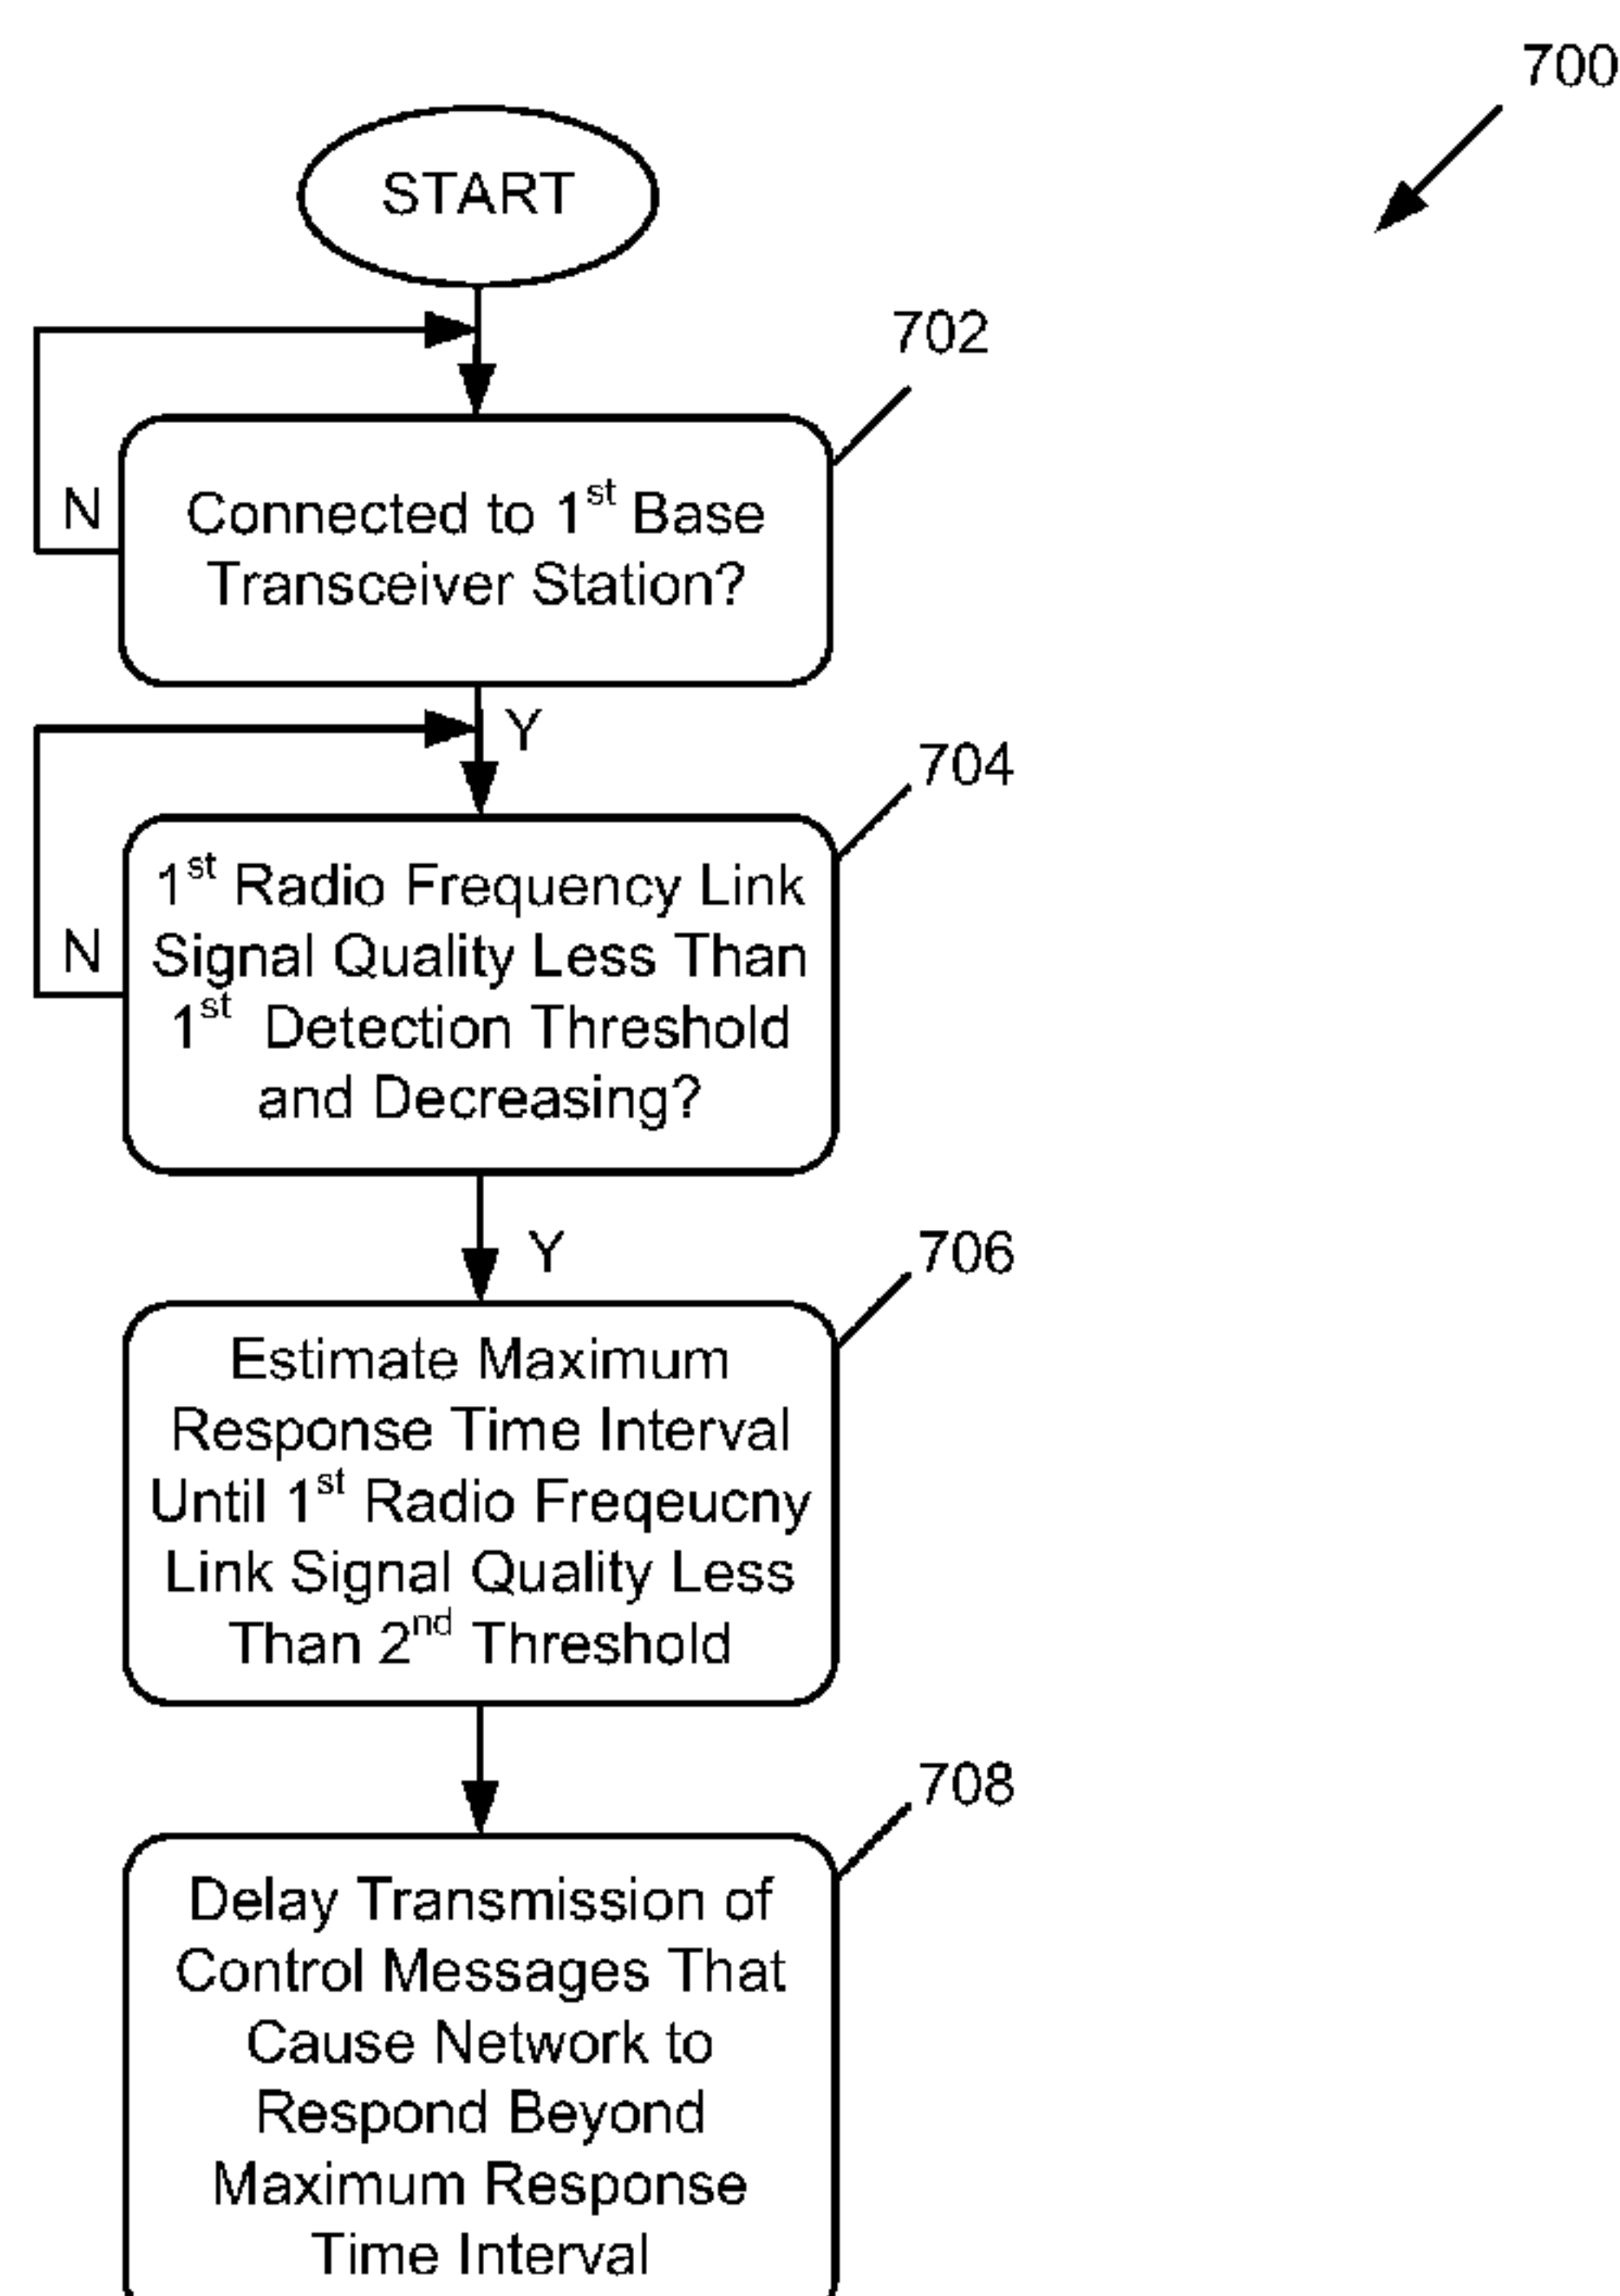 700
START
702
N
Connected to 1st Base
Transceiver Station?
Y
704
1st Radio Frequency Link
N
Signal Quality Less Than
1st Detection Threshold
and Decreasing?
Y
706
Estimate Maximum
Response Time Interval
Until 1st Radio Freqeucny
Link Signal Quality Less
Than 2nd Threshold
708
Delay Transmission of
Control Messages That
Cause Network to
Respond Beyond
Maximum Response
Time Interval